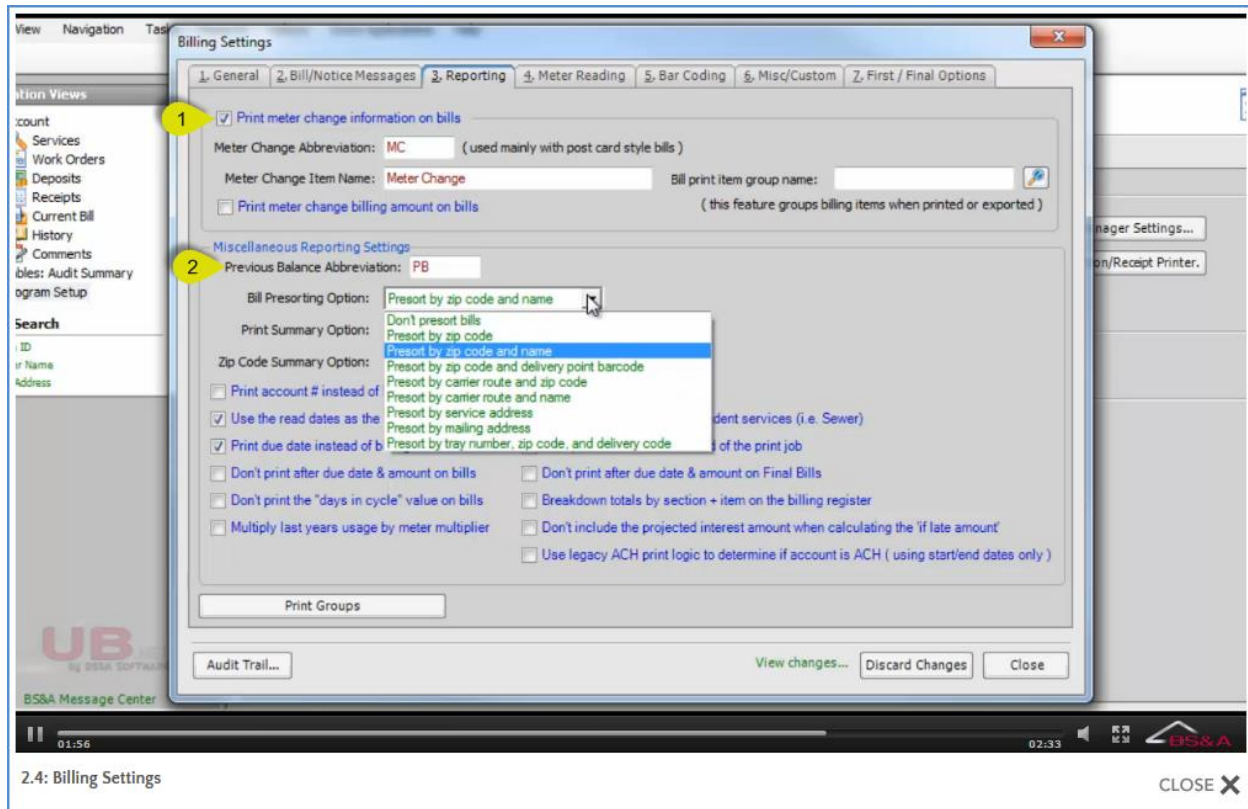 View Navigation Tas
Billing Settings
X
1. General 2. Bill/Notice Messages 3. Reporting 4. Meter Reading 5. Bar Coding 6. Misc/Custom 7. First / Final Options
ation Views
count
Services
Work Orders
Deposits
Receipts
Current Bill
History
Comments
bles: Audit Summary
ogram Setup
Search
ID
Name
Address
1
Print meter change information on bills
Meter Change Abbreviation: MC ( used mainly with post card style bills )
Meter Change Item Name: Meter Change Bill print item group name:
Print meter change billing amount on bills ( this feature groups billing items when printed or exported )
nager Settings...
on/Receipt Printer.
Miscellaneous Reporting Settings
2
Previous Balance Abbreviation: PB
Bill Presorting Option: Presort by zip code and name
Print Summary Option:
Zip Code Summary Option:
Don't presort bills
Presort by zip code
Presort by zip code and name
Presort by zip code and delivery point barcode
Presort by carrier route and zip code
Presort by carrier route and name
Presort by service address
Presort by mailing address
Presort by tray number, zip code, and delivery code
Print account # instead of
Use the read dates as the dent services (i.e. Sewer)
Print due date instead of b d of the print job
Don't print after due date & amount on bills Don't print after due date & amount on Final Bills
Don't print the "days in cycle" value on bills Breakdown totals by section + item on the billing register
Multiply last years usage by meter multiplier Don't include the projected interest amount when calculating the 'if late amount'
Use legacy ACH print logic to determine if account is ACH ( using start/end dates only )
Print Groups
Audit Trail... View changes... Discard Changes Close
UB
BS&A Message Center
01:56 02:33 BS&A
2.4: Billing Settings CLOSE X